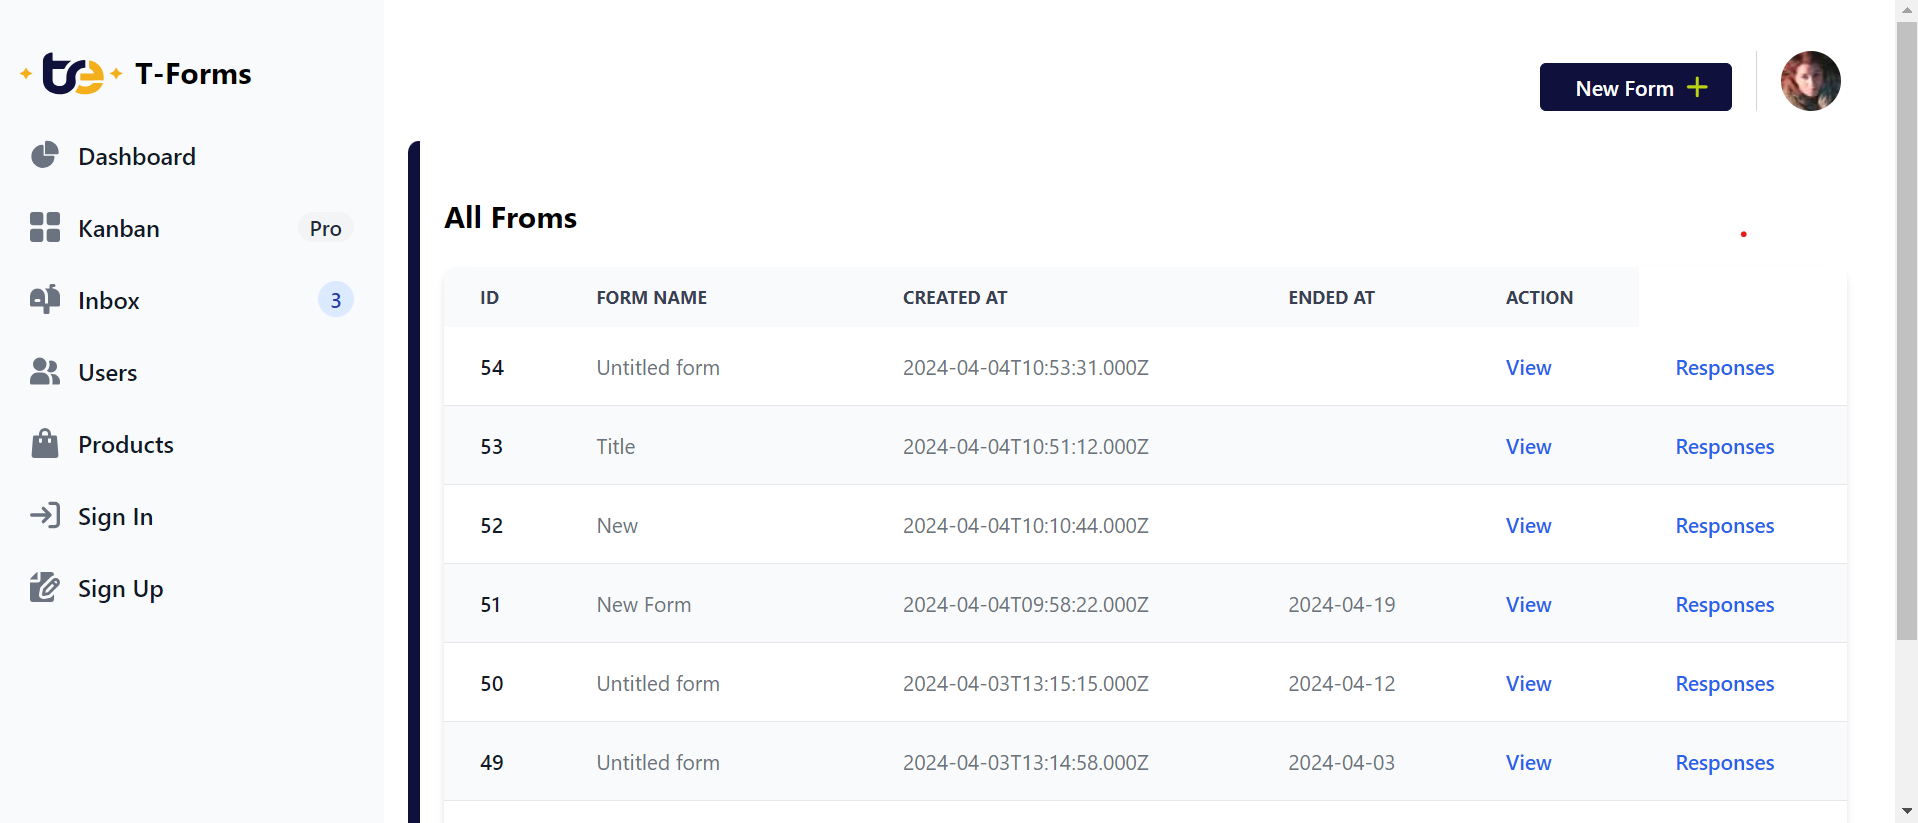 tre T-Forms
Dashboard
Kanban Pro
Inbox 3
Users
Products
Sign In
Sign Up
New Form
All Froms
ID FORM NAME CREATED AT ENDED AT ACTION
54 Untitled form 2024-04-04T10:53:31.000Z View Responses
53 Title 2024-04-04T10:51:12.000Z View Responses
52 New 2024-04-04T10:10:44.000Z View Responses
51 New Form 2024-04-04T09:58:22.000Z 2024-04-19 View Responses
50 Untitled form 2024-04-03T13:15:15.000Z 2024-04-12 View Responses
49 Untitled form 2024-04-03T13:14:58.000Z 2024-04-03 View Responses